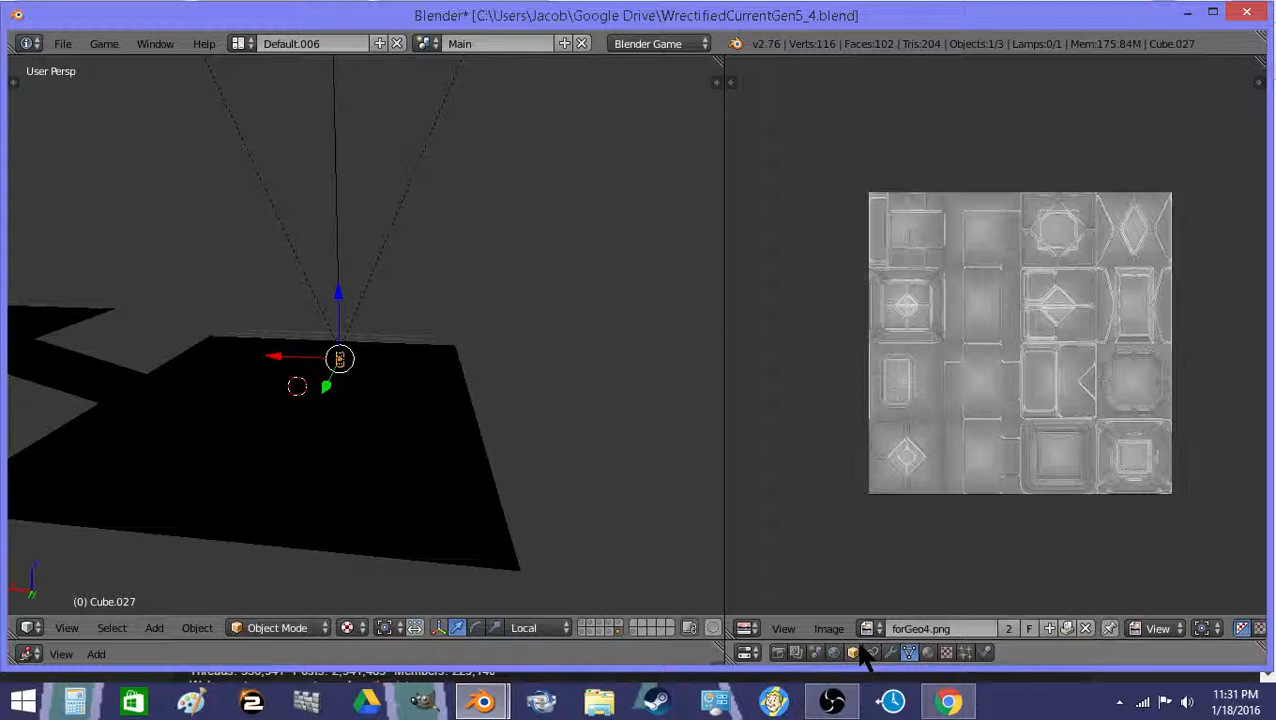 Blender* [C:\Users\Jacob\Google Drive\WrectifiedCurrentGen5_4.blend]
File Game Window Help Default.006 Main Blender Game v2.76 | Verts:116 | Faces:102 | Tris:204 | Objects:1/3 | Lamps:0/1 | Mem:175.84M | Cube.027
User Persp
(0) Cube.027
View Select Add Object Object Mode Local View Image forGeo4.png 2 F View
View Add
11:31 PM
1/18/2016